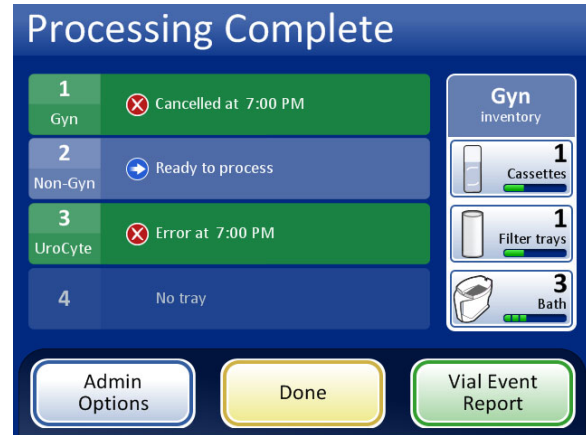 Processing Complete
1
Gyn
Cancelled at 7:00 PM
2
Non-Gyn
Ready to process
3
UroCyte
Error at 7:00 PM
4
No tray
Gyn
inventory
1
Cassettes
1
Filter trays
3
Bath
Admin
Options
Done
Vial Event
Report